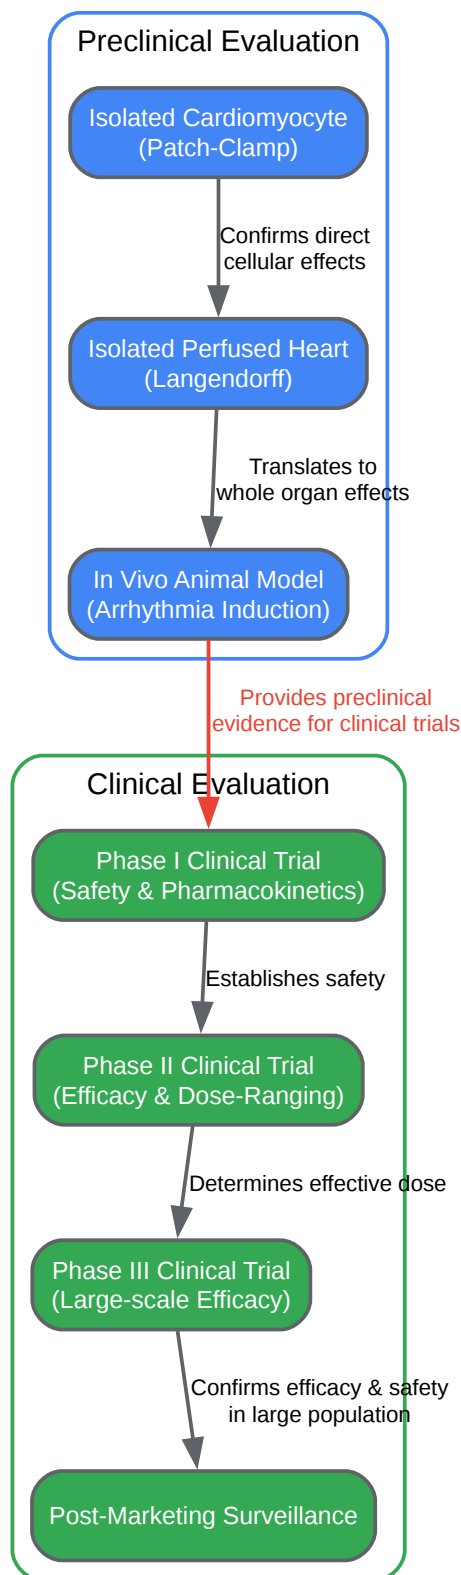 Preclinical Evaluation
Isolated Cardiomyocyte
(Patch-Clamp)
Confirms direct
cellular effects
Isolated Perfused Heart
(Langendorff)
Translates to
whole organ effects
In Vivo Animal Model
(Arrhythmia Induction)
Provides preclinical
evidence for clinical trials
Clinical Evaluation
Phase I Clinical Trial
(Safety & Pharmacokinetics)
Establishes safety
Phase II Clinical Trial
(Efficacy & Dose-Ranging)
Determines effective dose
Phase III Clinical Trial
(Large-scale Efficacy)
Confirms efficacy & safety
in large population
Post-Marketing Surveillance